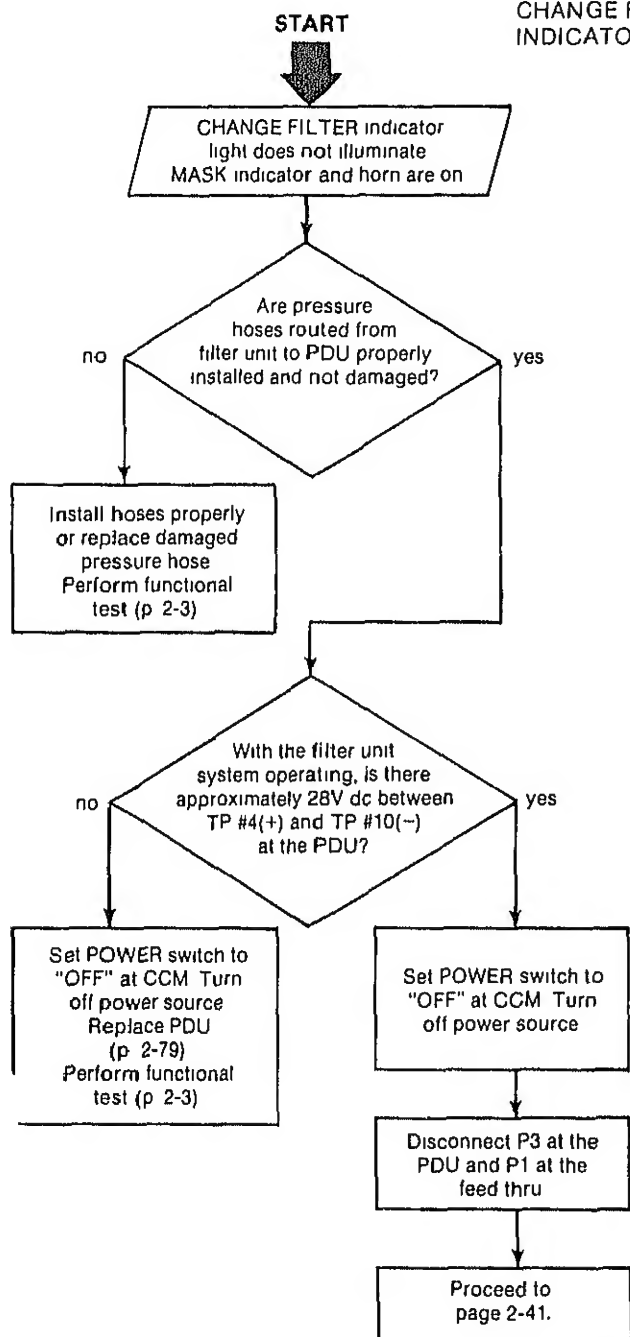 CHANGE
INDICATO
START
CHANGE FILTER indicator
light does not illuminate
MASK indicator and horn are on
Are pressure
hoses routed from
filter unit to PDU properly
installed and not damaged?
no
yes
Install hoses properly
or replace damaged
pressure hose
Perform functional
test (p 2-3)
With the filter unit
system operating, is there
approximately 28V dc between
TP #4(+) and TP #10(-)
at the PDU?
no
yes
Set POWER switch to
"OFF" at CCM Turn
off power source
Replace PDU
(p 2-79)
Perform functional
test (p 2-3)
Set POWER switch to
"OFF" at CCM Turn
off power source
Disconnect P3 at the
PDU and P1 at the
feed thru
Proceed to
page 2-41.